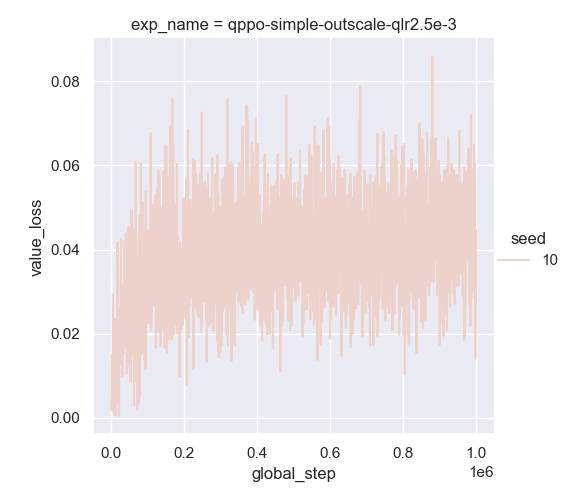 exp_name = qppo-simple-outscale-qlr2.5e-3
0.08
0.06
0.04
0.02
0.00
value_loss
0.0 0.2 0.4 0.6 0.8 1.0
1e6
global_step
seed
10